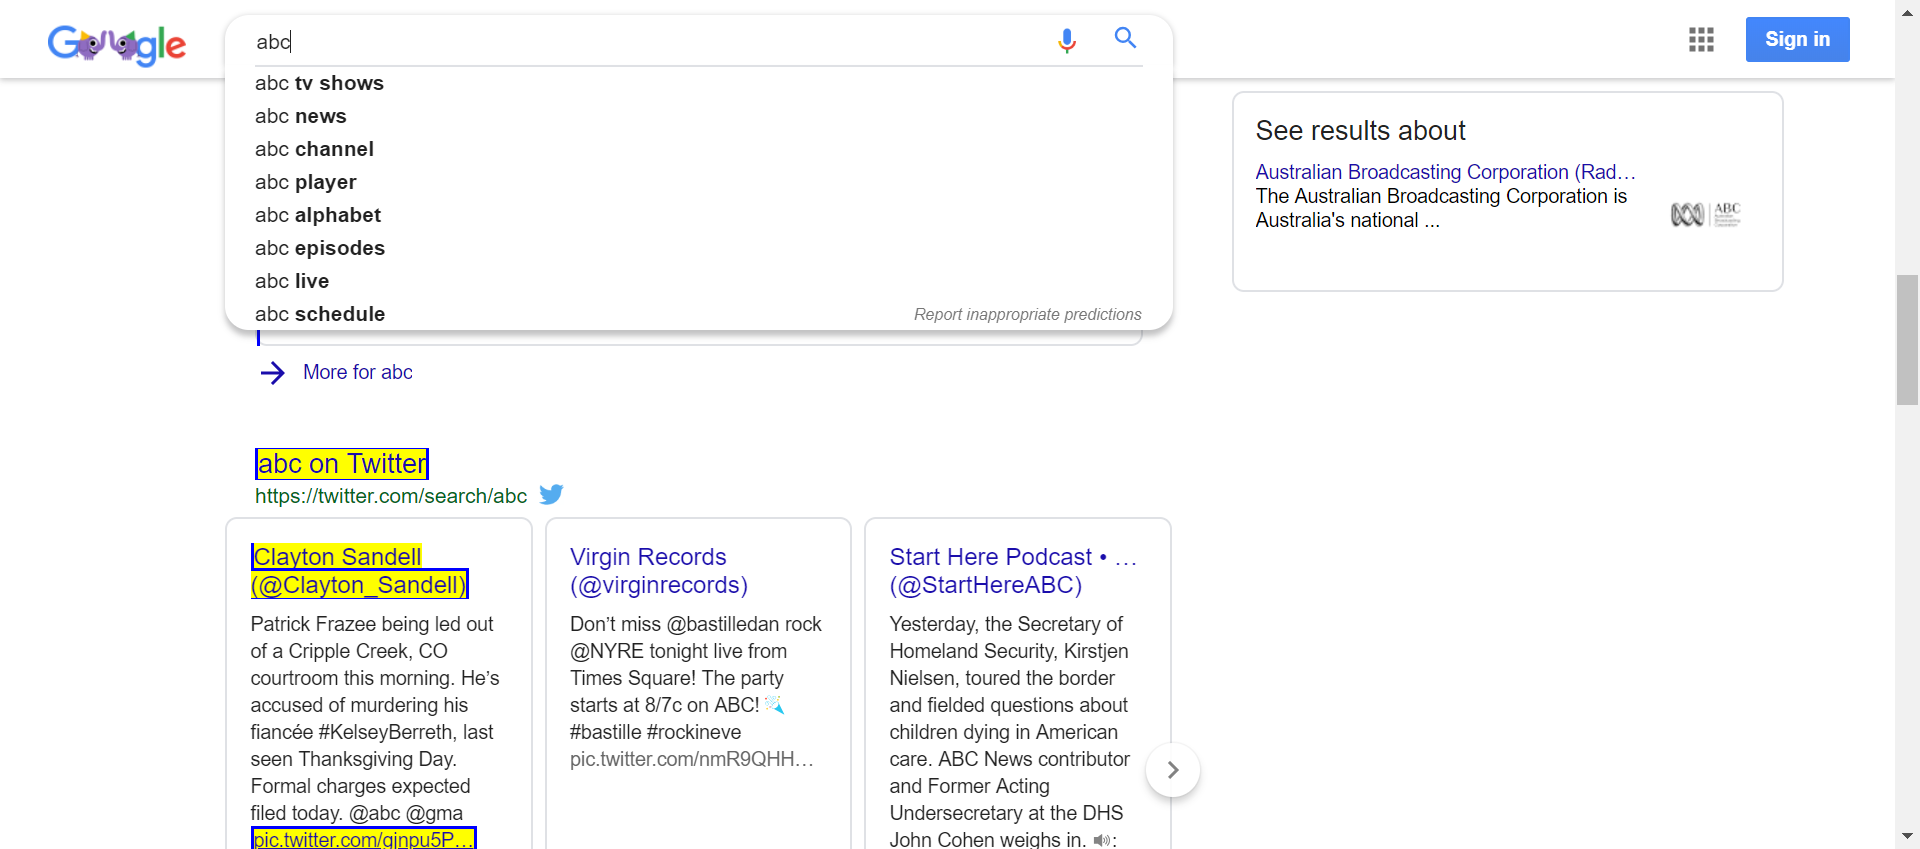 Google
abc
Sign in
abc tv shows
abc news
abc channel
abc player
abc alphabet
abc episodes
abc live
abc schedule
Report inappropriate predictions
See results about
Australian Broadcasting Corporation (Rad…
The Australian Broadcasting Corporation is
Australia's national ...
ABC
More for abc
abc on Twitter
https://twitter.com/search/abc
Clayton Sandell
(@Clayton_Sandell)
Patrick Frazee being led out
of a Cripple Creek, CO
courtroom this morning. He’s
accused of murdering his
fiancée #KelseyBerreth, last
seen Thanksgiving Day.
Formal charges expected
filed today. @abc @gma
pic.twitter.com/gjnpu5P…
Virgin Records
(@virginrecords)
Don’t miss @bastilledan rock
@NYRE tonight live from
Times Square! The party
starts at 8/7c on ABC! 🎉
#bastille #rockineve
pic.twitter.com/nmR9QHH…
Start Here Podcast • …
(@StartHereABC)
Yesterday, the Secretary of
Homeland Security, Kirstjen
Nielsen, toured the border
and fielded questions about
children dying in American
care. ABC News contributor
and Former Acting
Undersecretary at the DHS
John Cohen weighs in. 🔊: